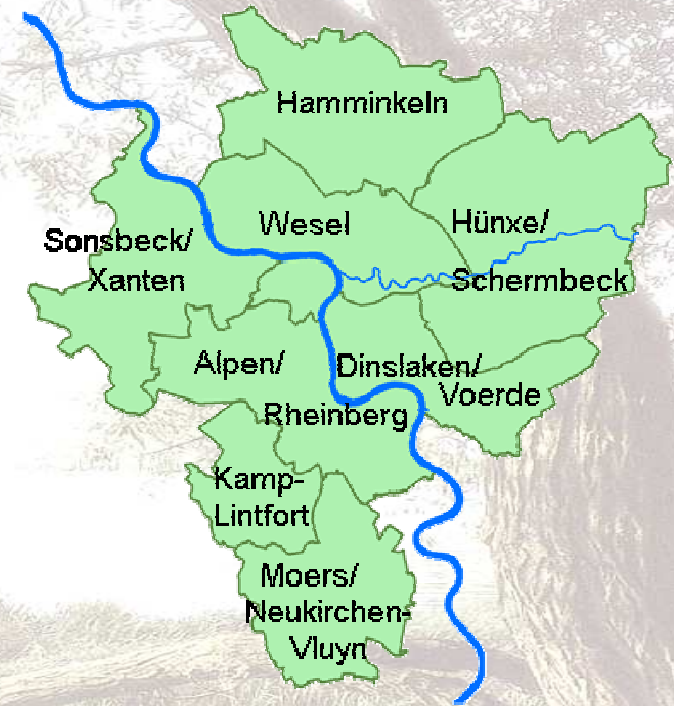 Hamminkeln
Wesel
Hünxe/
Schermbeck
Sonsbeck/
Xanten
Alpen/
Rheinberg
Dinslaken/
Voerde
Kamp-
Lintfort
Moers/
Neukirchen-
Vluyn